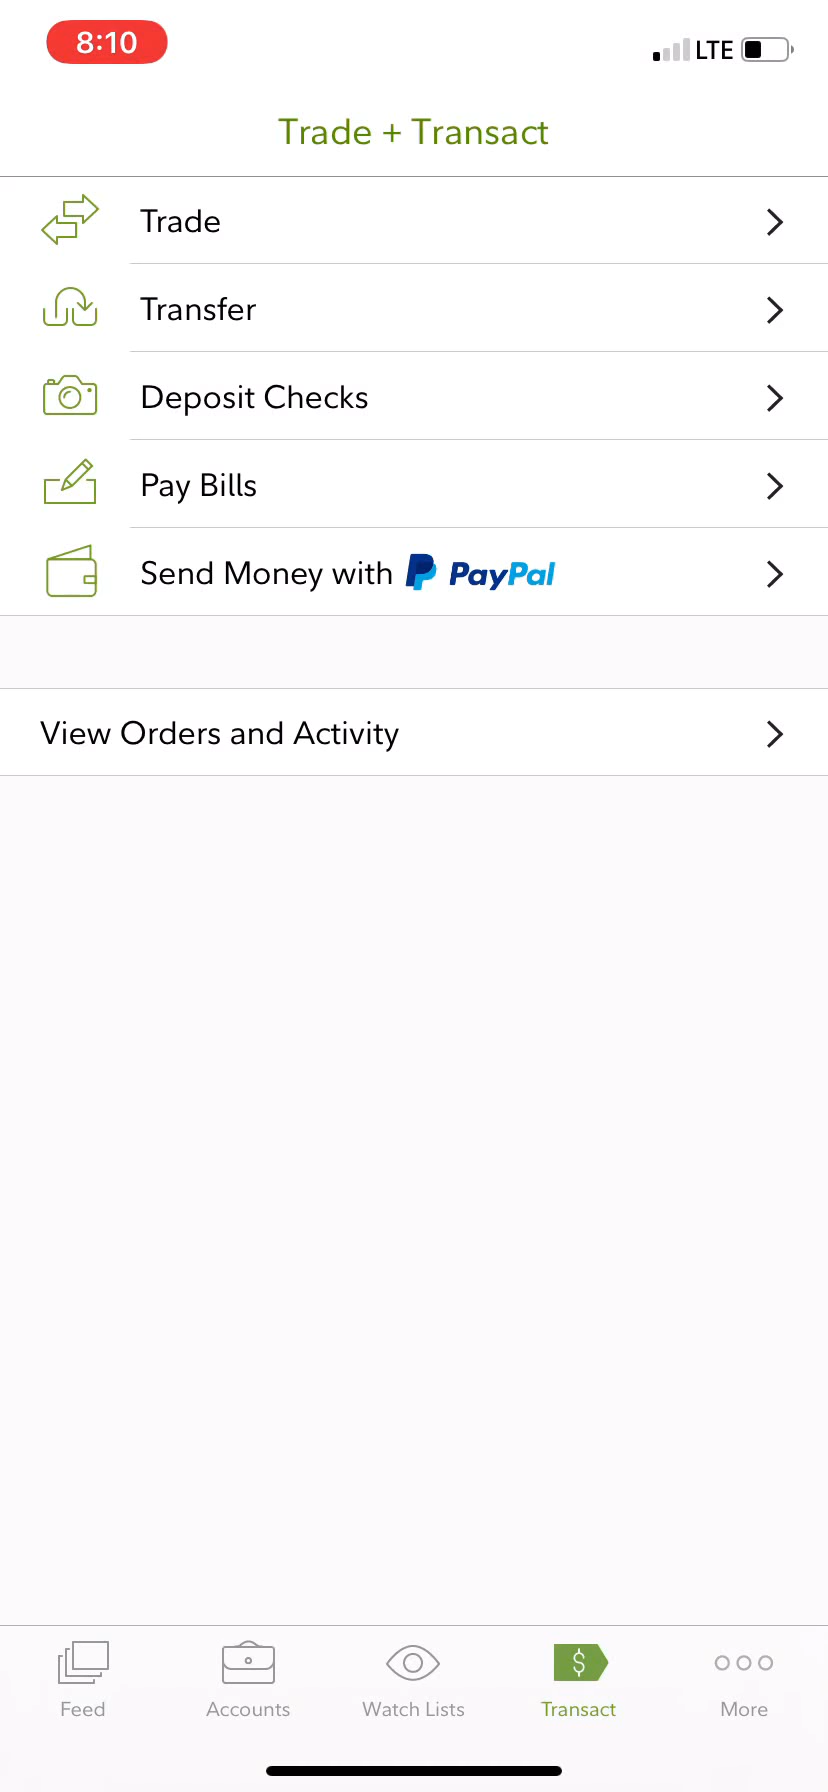 8:10
LTE
Trade + Transact
Trade
Transfer
Deposit Checks
Pay Bills
Send Money with PayPal
View Orders and Activity
$
Feed
Accounts
Watch Lists
Transact
More